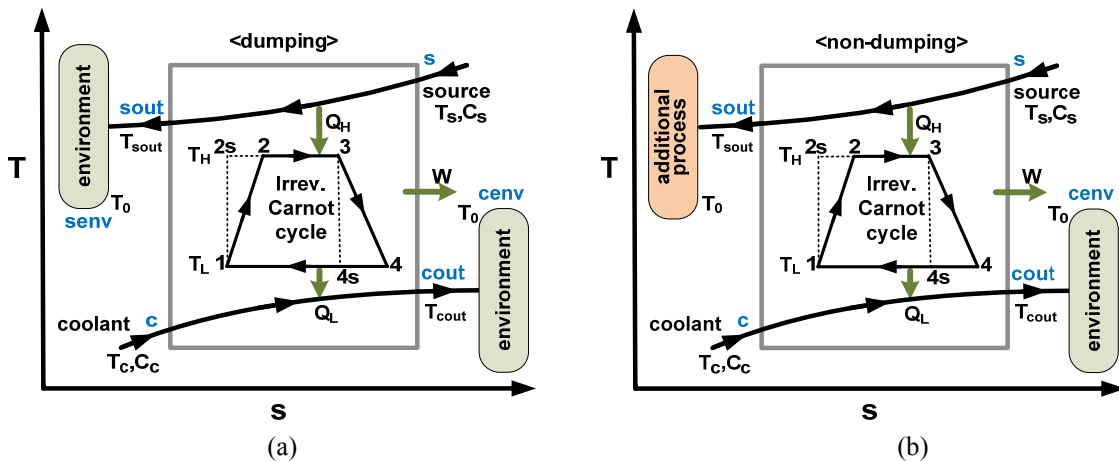 <dumping>
s
source
Ts,Cs
sout
Tsout
environment
T0
senv
QH
TH
2s
2
3
Irrev.
Carnot
cycle
W
T0
cenv
TL
1
4s
4
QL
cout
Tcout
environment
coolant
c
Tc,Cc
T
s
(a)
<non-dumping>
s
source
Ts,Cs
sout
Tsout
additional
process
T0
QH
TH
2s
2
3
Irrev.
Carnot
cycle
W
T0
cenv
TL
1
4s
4
QL
cout
Tcout
environment
coolant
c
Tc,Cc
T
s
(b)